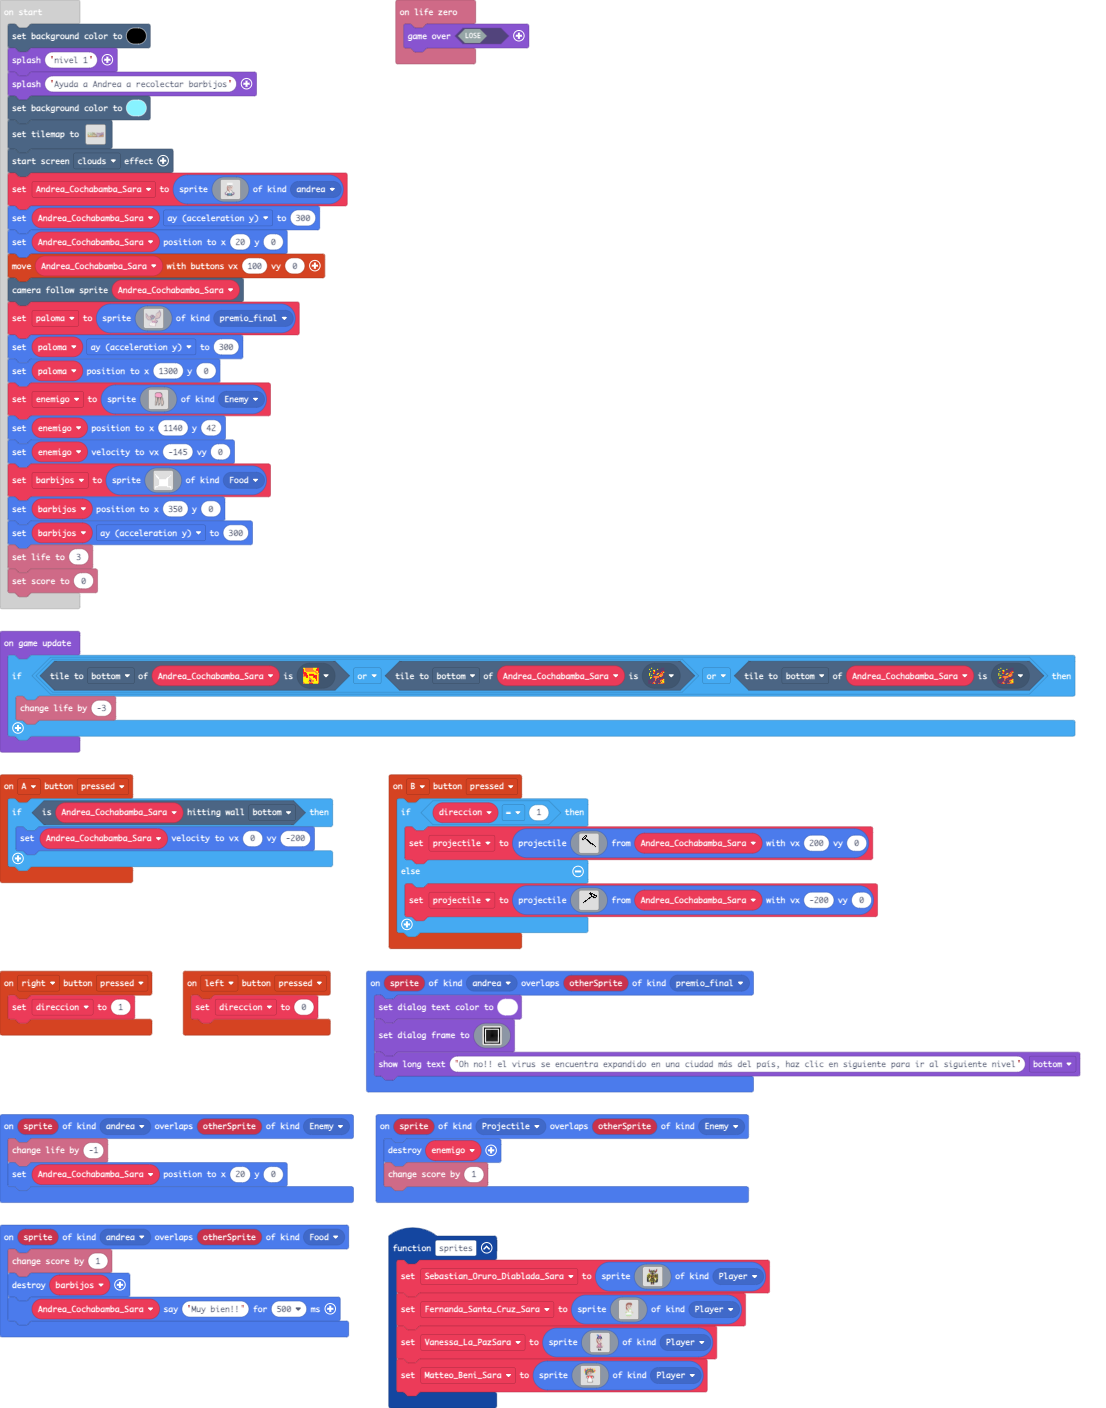 on start
set background color to
splash "nivel 1"
splash "Ayuda a Andrea a recolectar barbijos"
set background color to
set tilemap to
start screen clouds effect
set Andrea_Cochabamba_Sara to sprite of kind andrea
set Andrea_Cochabamba_Sara ay (acceleration y) to 300
set Andrea_Cochabamba_Sara position to x 20 y 0
move Andrea_Cochabamba_Sara with buttons vx 100 vy 0
camera follow sprite Andrea_Cochabamba_Sara
set paloma to sprite of kind premio_final
set paloma ay (acceleration y) to 300
set paloma position to x 1300 y 0
set enemigo to sprite of kind Enemy
set enemigo position to x 1140 y 42
set enemigo velocity to vx -145 vy 0
set barbijos to sprite of kind Food
set barbijos position to x 350 y 0
set barbijos ay (acceleration y) to 300
set life to 3
set score to 0
on life zero
game over LOSE
on game update
if tile to bottom of Andrea_Cochabamba_Sara is or tile to bottom of Andrea_Cochabamba_Sara is or tile to bottom of Andrea_Cochabamba_Sara is then
change life by -3
on A button pressed
if is Andrea_Cochabamba_Sara hitting wall bottom then
set Andrea_Cochabamba_Sara velocity to vx 0 vy -200
on B button pressed
if direccion = 1 then
set projectile to projectile from Andrea_Cochabamba_Sara with vx 200 vy 0
else
set projectile to projectile from Andrea_Cochabamba_Sara with vx -200 vy 0
on right button pressed
set direccion to 1
on left button pressed
set direccion to 0
on sprite of kind andrea overlaps otherSprite of kind premio_final
set dialog text color to
set dialog frame to
show long text "Oh no!! el virus se encuentra expandido en una ciudad más del país, haz clic en siguiente para ir al siguiente nivel" bottom
on sprite of kind andrea overlaps otherSprite of kind Enemy
change life by -1
set Andrea_Cochabamba_Sara position to x 20 y 0
on sprite of kind Projectile overlaps otherSprite of kind Enemy
destroy enemigo
change score by 1
on sprite of kind andrea overlaps otherSprite of kind Food
change score by 1
destroy barbijos
Andrea_Cochabamba_Sara say "Muy bien!!" for 500 ms
function sprites
set Sebastian_Oruro_Diablada_Sara to sprite of kind Player
set Fernanda_Santa_Cruz_Sara to sprite of kind Player
set Vanessa_La_PazSara to sprite of kind Player
set Matteo_Beni_Sara to sprite of kind Player